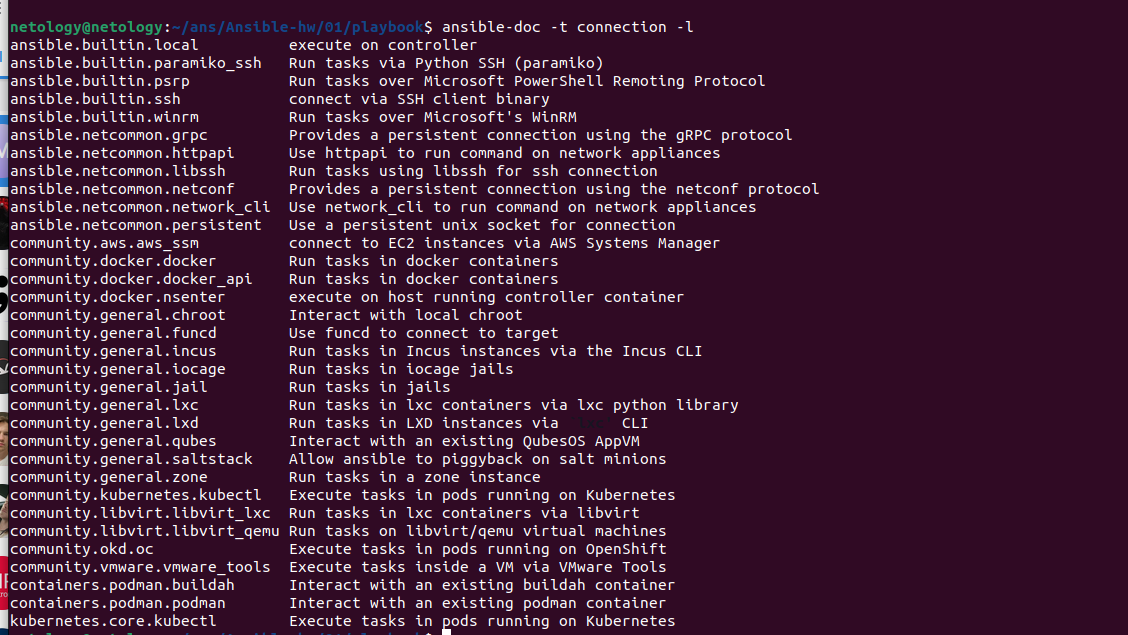 netology@netology:~/ans/Ansible-hw/01/playbook$ ansible-doc -t connection -l
ansible.builtin.local execute on controller
ansible.builtin.paramiko_ssh Run tasks via Python SSH (paramiko)
ansible.builtin.psrp Run tasks over Microsoft PowerShell Remoting Protocol
ansible.builtin.ssh connect via SSH client binary
ansible.builtin.winrm Run tasks over Microsoft's WinRM
ansible.netcommon.grpc Provides a persistent connection using the gRPC protocol
ansible.netcommon.httpapi Use httpapi to run command on network appliances
ansible.netcommon.libssh Run tasks using libssh for ssh connection
ansible.netcommon.netconf Provides a persistent connection using the netconf protocol
ansible.netcommon.network_cli Use network_cli to run command on network appliances
ansible.netcommon.persistent Use a persistent unix socket for connection
community.aws.aws_ssm connect to EC2 instances via AWS Systems Manager
community.docker.docker Run tasks in docker containers
community.docker.docker_api Run tasks in docker containers
community.docker.nsenter execute on host running controller container
community.general.chroot Interact with local chroot
community.general.funcd Use funcd to connect to target
community.general.incus Run tasks in Incus instances via the Incus CLI
community.general.iocage Run tasks in iocage jails
community.general.jail Run tasks in jails
community.general.lxc Run tasks in lxc containers via lxc python library
community.general.lxd Run tasks in LXD instances via CLI
community.general.qubes Interact with an existing QubesOS AppVM
community.general.saltstack Allow ansible to piggyback on salt minions
community.general.zone Run tasks in a zone instance
community.kubernetes.kubectl Execute tasks in pods running on Kubernetes
community.libvirt.libvirt_lxc Run tasks in lxc containers via libvirt
community.libvirt.libvirt_qemu Run tasks on libvirt/qemu virtual machines
community.okd.oc Execute tasks in pods running on OpenShift
community.vmware.vmware_tools Execute tasks inside a VM via VMware Tools
containers.podman.buildah Interact with an existing buildah container
containers.podman.podman Interact with an existing podman container
kubernetes.core.kubectl Execute tasks in pods running on Kubernetes